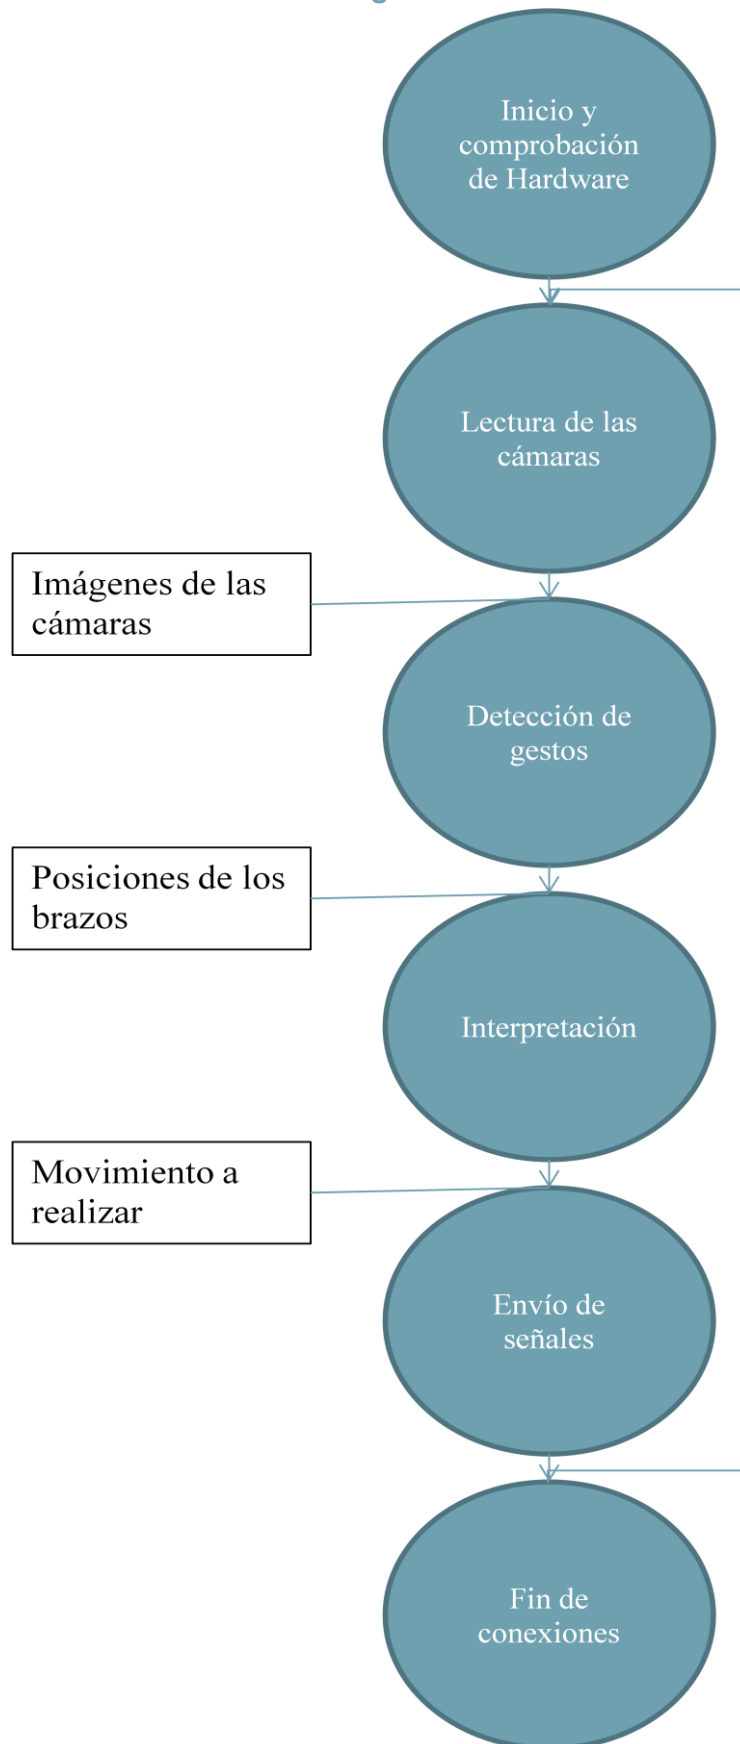 Inicio y
comprobación
de Hardware
Lectura de las
cámaras
Imágenes de las
cámaras
Detección de
gestos
Posiciones de los
brazos
Interpretación
Movimiento a
realizar
Envío de
señales
Fin de
conexiones